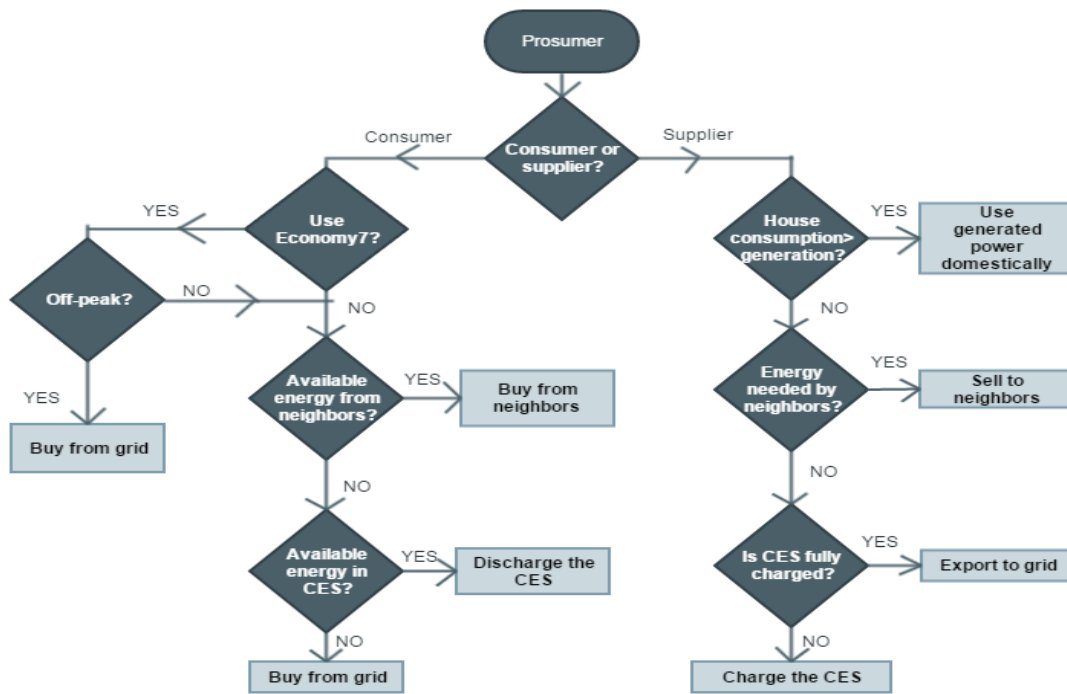 Prosumer
Consumer
Supplier
Consumer or
supplier?
YES
Use
Economy7?
House
consumption>
generation?
YES
Use
generated
power
domestically
Off-peak?
NO
NO
NO
YES
Available
energy from
neighbors?
YES
Buy from
neighbors
Energy
needed by
neighbors?
YES
Sell to
neighbors
Buy from grid
NO
NO
Available
energy in
CES?
YES
Discharge the
CES
Is CES fully
charged?
YES
Export to grid
NO
NO
Buy from grid
Charge the CES